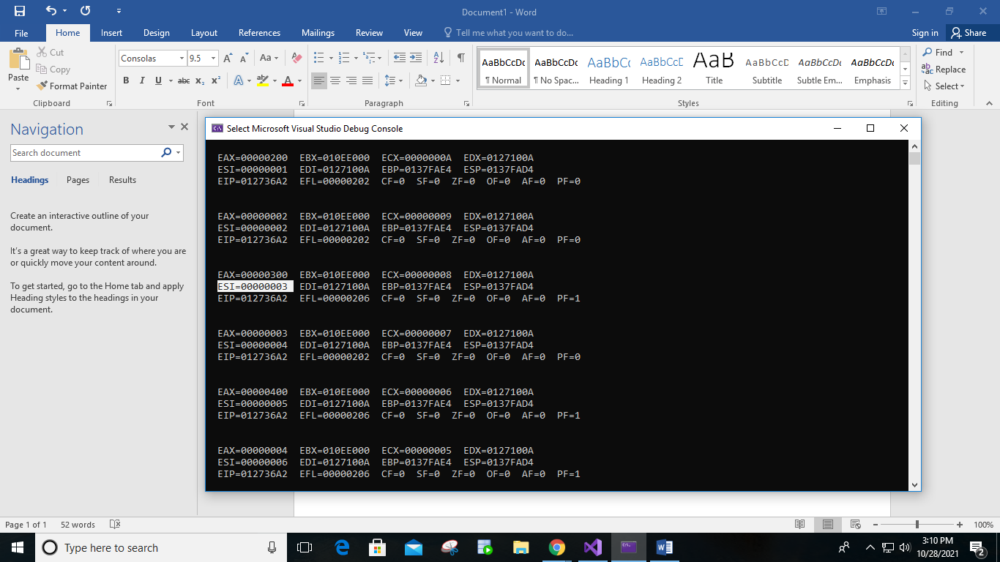 Document1 - Word
File Home Insert Design Layout References Mailings Review View Tell me what you want to do... Sign in Share
Paste
Cut
Copy
Format Painter
Clipboard
Consolas 9.5 Aa
B I U abc x₂ x² A A
Font
Paragraph
AaBbCcDc AaBbCcDc AaBbCc AaBbCcD AaB AaBbCcD AaBbCcDc AaBbCcDc
¶ Normal ¶ No Spac... Heading 1 Heading 2 Title Subtitle Subtle Em... Emphasis
Styles
Find
Replace
Select
Editing
Navigation
Search document
Headings Pages Results
Create an interactive outline of your
document.
It's a great way to keep track of where you are
or quickly move your content around.
To get started, go to the Home tab and apply
Heading styles to the headings in your
document.
Select Microsoft Visual Studio Debug Console
EAX=00000200 EBX=010EE000 ECX=0000000A EDX=0127100A
ESI=00000001 EDI=0127100A EBP=0137FAE4 ESP=0137FAD4
EIP=012736A2 EFL=00000202 CF=0 SF=0 ZF=0 OF=0 AF=0 PF=0
EAX=00000002 EBX=010EE000 ECX=00000009 EDX=0127100A
ESI=00000002 EDI=0127100A EBP=0137FAE4 ESP=0137FAD4
EIP=012736A2 EFL=00000202 CF=0 SF=0 ZF=0 OF=0 AF=0 PF=0
EAX=00000300 EBX=010EE000 ECX=00000008 EDX=0127100A
ESI=00000003 EDI=0127100A EBP=0137FAE4 ESP=0137FAD4
EIP=012736A2 EFL=00000206 CF=0 SF=0 ZF=0 OF=0 AF=0 PF=1
EAX=00000003 EBX=010EE000 ECX=00000007 EDX=0127100A
ESI=00000004 EDI=0127100A EBP=0137FAE4 ESP=0137FAD4
EIP=012736A2 EFL=00000202 CF=0 SF=0 ZF=0 OF=0 AF=0 PF=0
EAX=00000400 EBX=010EE000 ECX=00000006 EDX=0127100A
ESI=00000005 EDI=0127100A EBP=0137FAE4 ESP=0137FAD4
EIP=012736A2 EFL=00000206 CF=0 SF=0 ZF=0 OF=0 AF=0 PF=1
EAX=00000004 EBX=010EE000 ECX=00000005 EDX=0127100A
ESI=00000006 EDI=0127100A EBP=0137FAE4 ESP=0137FAD4
EIP=012736A2 EFL=00000206 CF=0 SF=0 ZF=0 OF=0 AF=0 PF=1
Page 1 of 1 52 words 100%
Type here to search
3:10 PM
10/28/2021
2